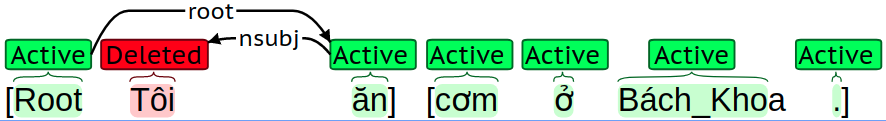 root
nsubj
Active Deleted Active Active Active Active Active
[Root Tôi ăn] [cơm ở Bách_Khoa .]